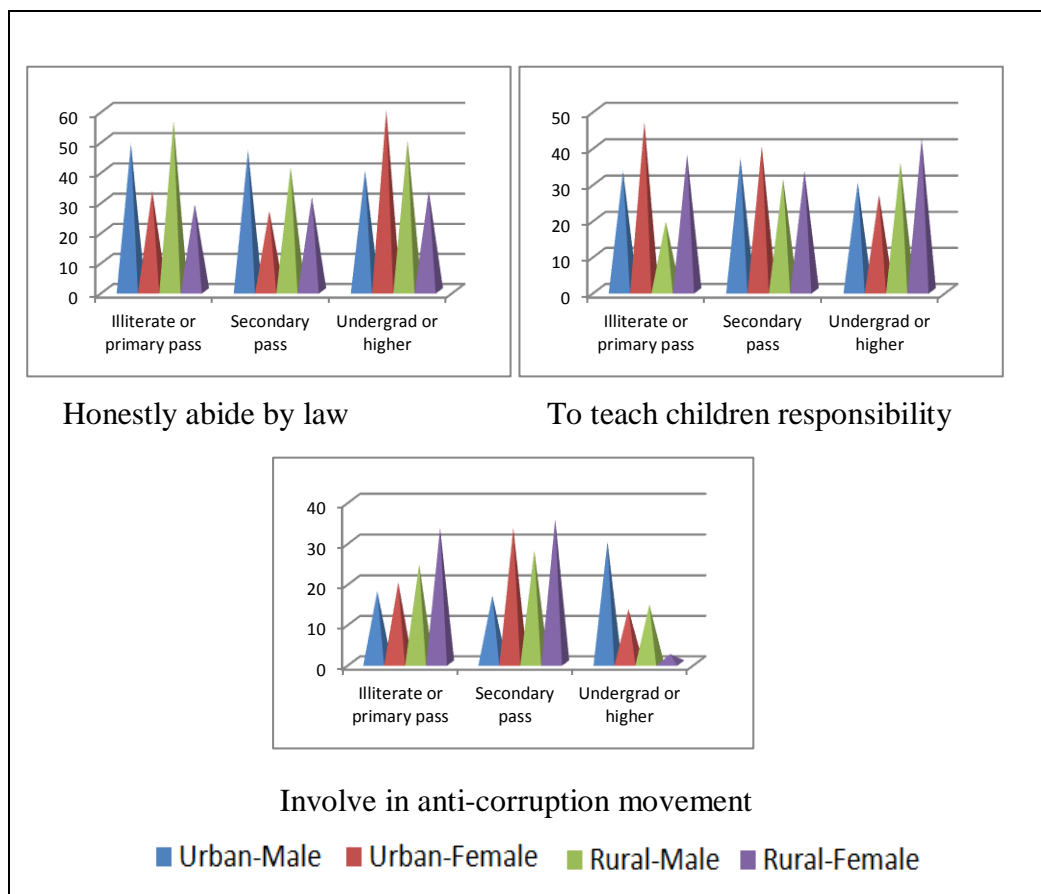 60
50
40
30
20
10
0
Illiterate or primary pass
Secondary pass
Undergrad or higher
Honestly abide by law
50
40
30
20
10
0
Illiterate or primary pass
Secondary pass
Undergrad or higher
To teach children responsibility
40
30
20
10
0
Illiterate or primary pass
Secondary pass
Undergrad or higher
Involve in anti-corruption movement
Urban-Male Urban-Female Rural-Male Rural-Female